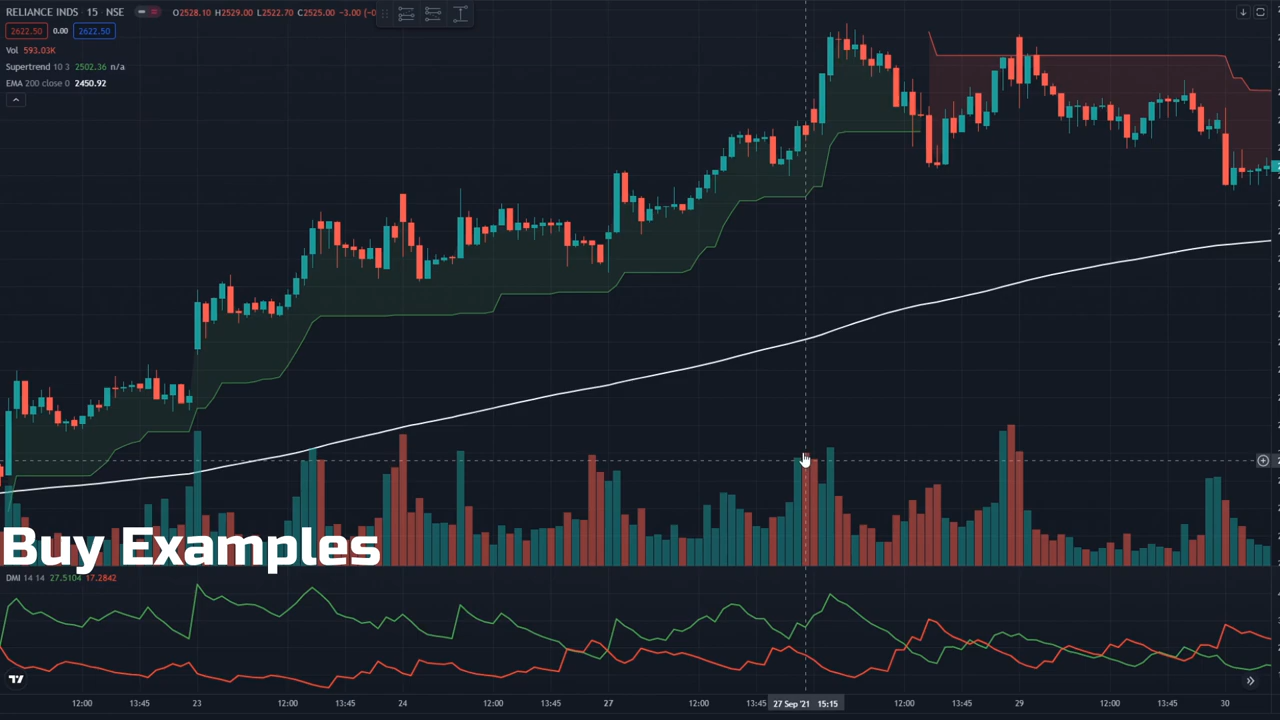 RELIANCE INDS · 15 · NSE O2528.10 H2529.00 L2522.70 C2525.00 −3.00
2622.50 0.00 2622.50
Vol 593.03K
Supertrend 10 3 2502.36 n/a
EMA 200 close 0 2450.92
Buy Examples
DMI 14 14 27.5104 17.2842
12:00 13:45 23 12:00 13:45 24 12:00 13:45 27 12:00 13:45 27 Sep '21 15:15 12:00 13:45 29 12:00 13:45 30